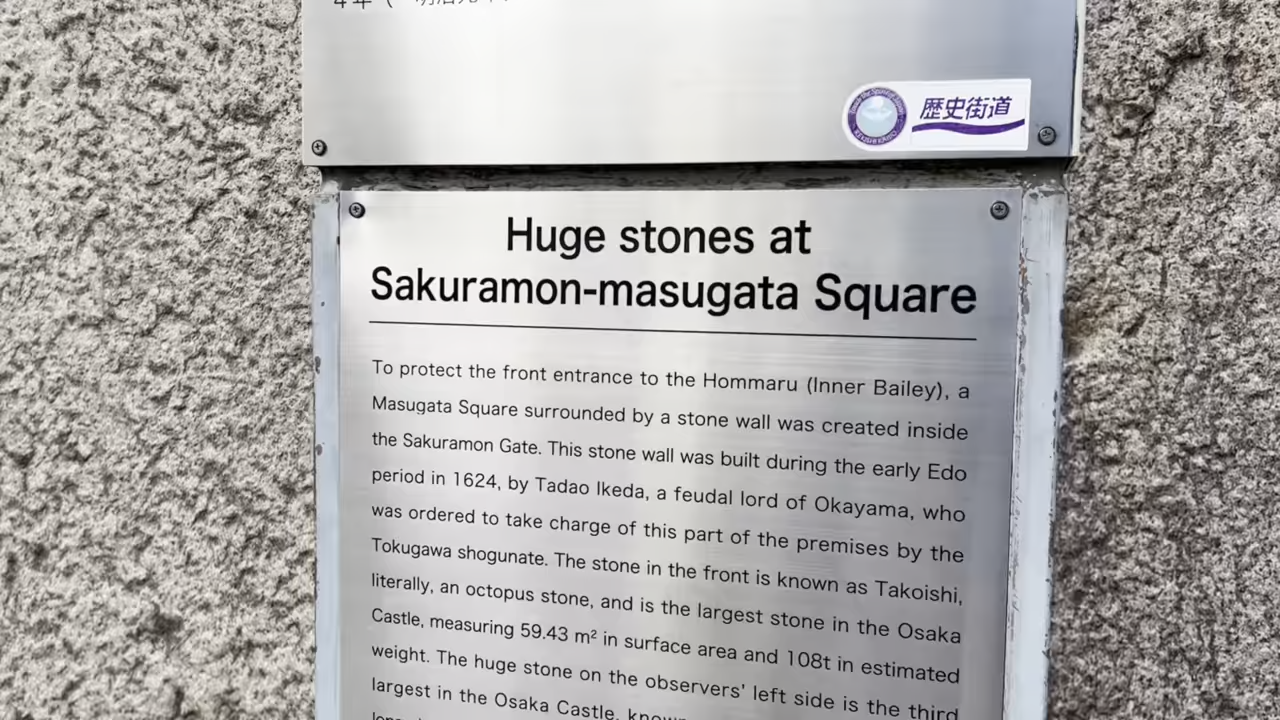 4年(
歴史街道
Huge stones at
Sakuramon-masugata Square
To protect the front entrance to the Hommaru (Inner Bailey), a
Masugata Square surrounded by a stone wall was created inside
the Sakuramon Gate. This stone wall was built during the early Edo
period in 1624, by Tadao Ikeda, a feudal lord of Okayama, who
was ordered to take charge of this part of the premises by the
Tokugawa shogunate. The stone in the front is known as Takoishi,
literally, an octopus stone, and is the largest stone in the Osaka
Castle, measuring 59.43 m² in surface area and 108t in estimated
weight. The huge stone on the observers' left side is the third
largest in the Osaka Castle,